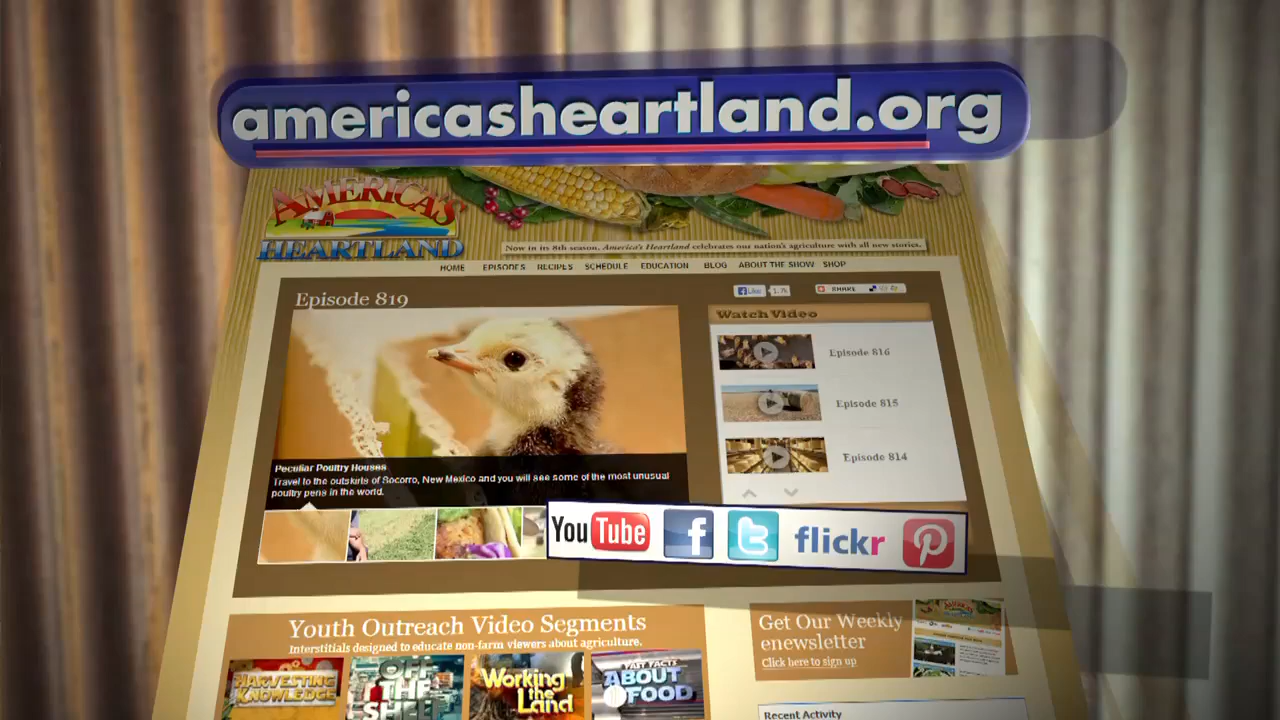 americasheartland.org
AMERICA'S
HEARTLAND
Now in its 8th season, America's Heartland celebrates our nation's agriculture with all new stories.
HOME EPISODES RECIPES SCHEDULE EDUCATION BLOG ABOUT THE SHOW SHOP
Like 1.7k SHARE
Episode 819
Watch Video
Episode 816
Episode 815
Episode 814
Peculiar Poultry Houses
Travel to the outskirts of Socorro, New Mexico and you will see some of the most unusual
poultry pens in the world.
YouTube f t flickr P
Youth Outreach Video Segments
Interstitials designed to educate non-farm viewers about agriculture.
HARVESTING
KNOWLEDGE
OFF
THE
SHELF
Working
the
Land
FAST FACTS
ABOUT
FOOD
Get Our Weekly
enewsletter
Click here to sign up
Recent Activity